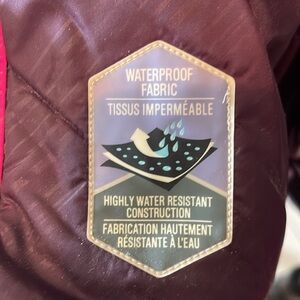 WATERPROOF
FABRIC
TISSUS IMPERMÉABLE
HIGHLY WATER RESISTANT
CONSTRUCTION
FABRICATION HAUTEMENT
RÉSISTANTE À L'EAU